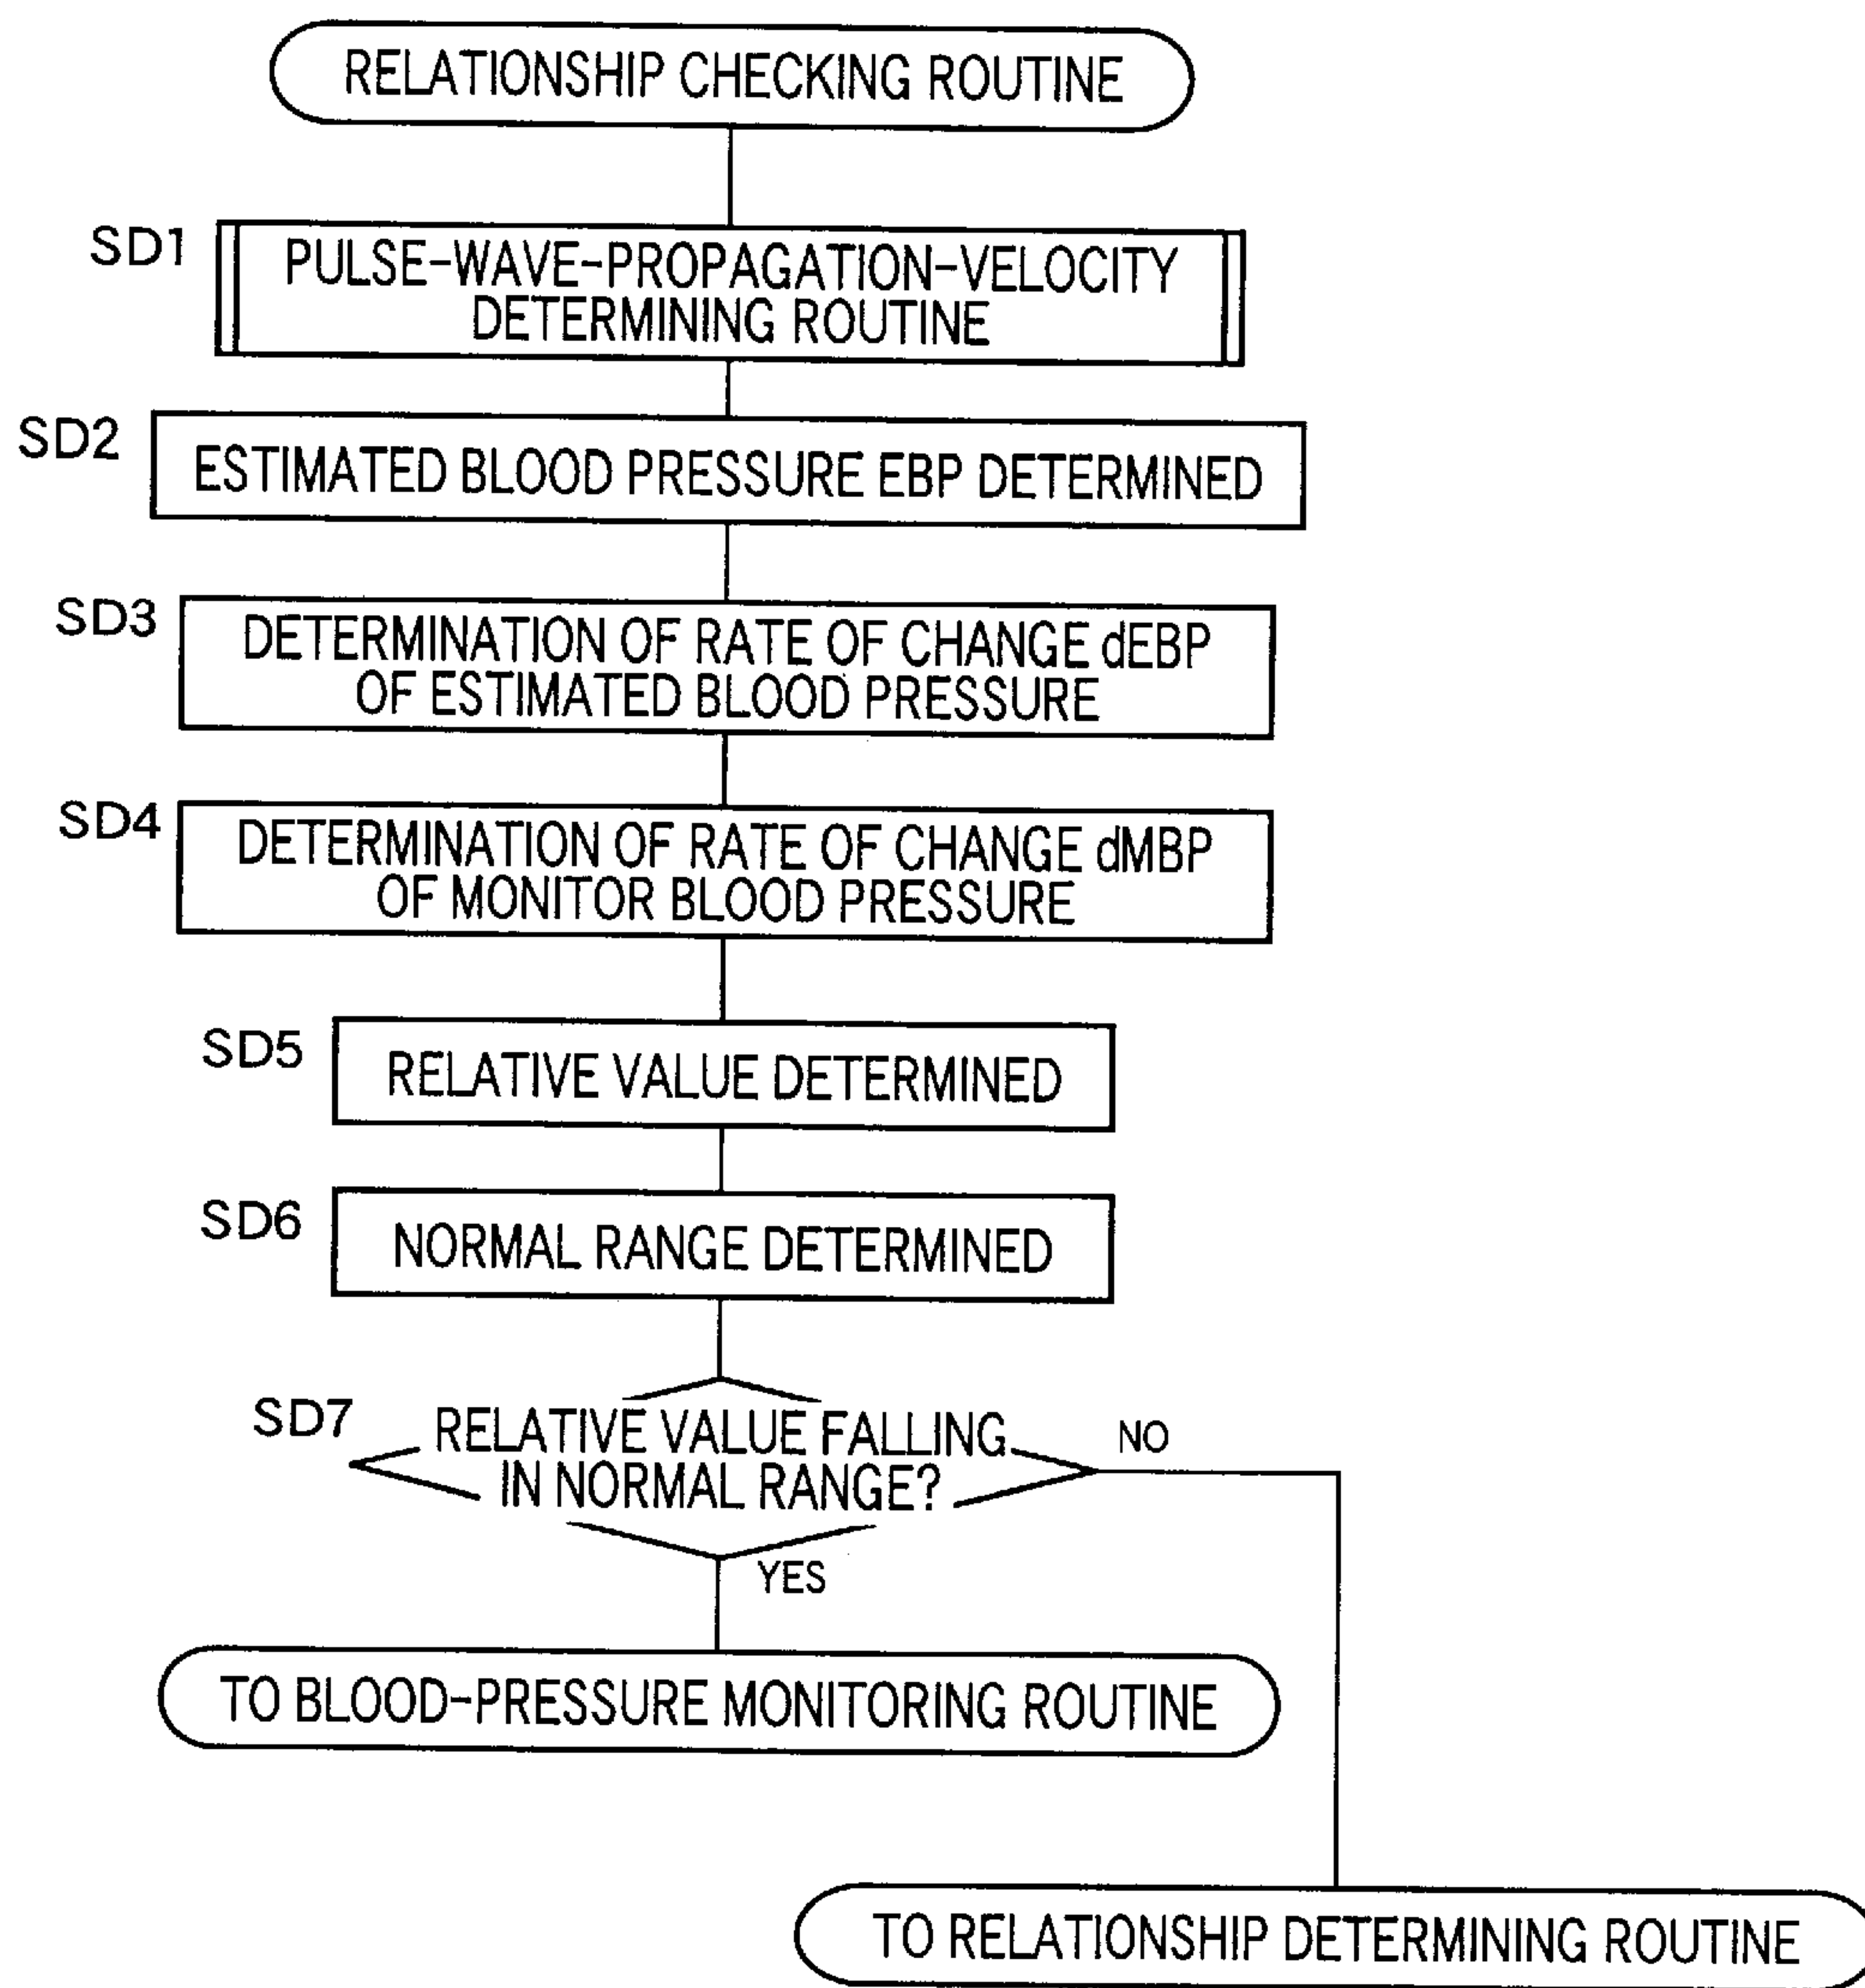 RELATIONSHIP CHECKING ROUTINE
SD1
PULSE-WAVE-PROPAGATION-VELOCITY
DETERMINING ROUTINE
SD2
ESTIMATED BLOOD PRESSURE EBP DETERMINED
SD3
DETERMINATION OF RATE OF CHANGE dEBP
OF ESTIMATED BLOOD PRESSURE
SD4
DETERMINATION OF RATE OF CHANGE dMBP
OF MONITOR BLOOD PRESSURE
SD5
RELATIVE VALUE DETERMINED
SD6
NORMAL RANGE DETERMINED
SD7
RELATIVE VALUE FALLING
IN NORMAL RANGE?
NO
YES
TO BLOOD-PRESSURE MONITORING ROUTINE
TO RELATIONSHIP DETERMINING ROUTINE